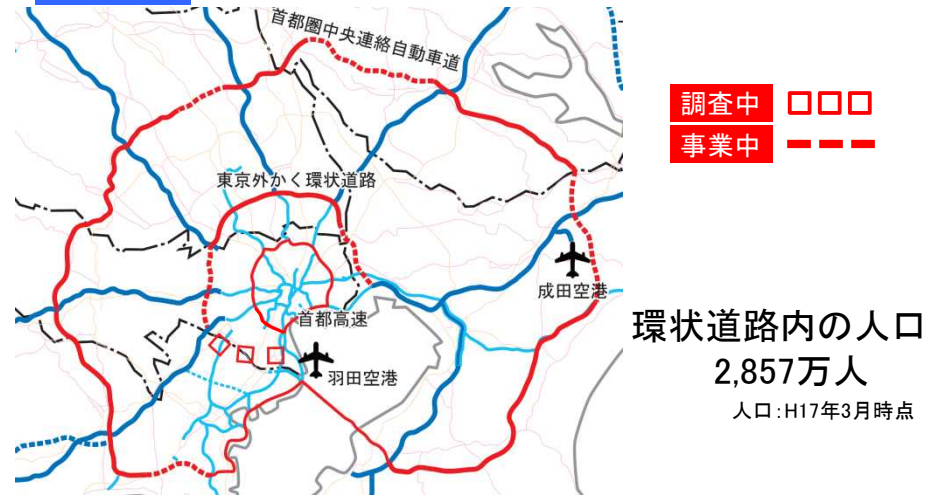 首都圏中央連絡自動車道
調査中
事業中
東京外かく環状道路
成田空港
首都高速
環状道路内の人口
羽田空港
2,857万人
人口:H17年3月時点